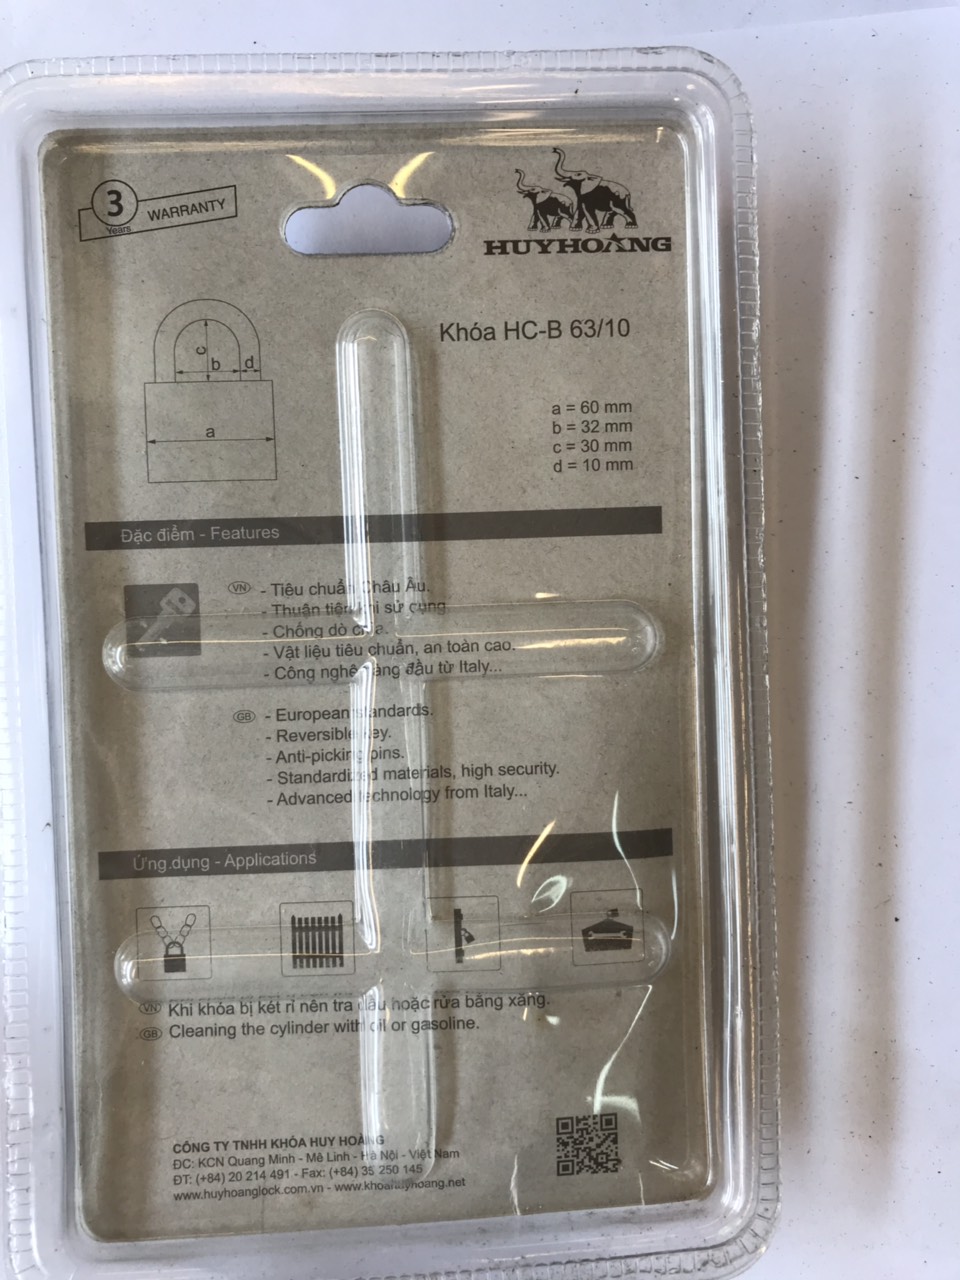 3
Years
WARRANTY
HUYHOANG
Khóa HC-B 63/10
c
b
d
a
a = 60 mm
b = 32 mm
c = 30 mm
d = 10 mm
Đặc điểm - Features
VN - Tiêu chuẩn Châu Âu.
- Thuận tiện khi sử dụng
- Chống dò chìa.
- Vật liệu tiêu chuẩn, an toàn cao.
- Công nghệ hàng đầu từ Italy...
GB - European standards.
- Reversible key.
- Anti-picking pins.
- Standardized materials, high security.
- Advanced technology from Italy...
Ứng dụng - Applications
VN Khi khóa bị két rỉ nên tra dầu hoặc rửa bằng xăng.
GB Cleaning the cylinder with oil or gasoline.
CÔNG TY TNHH KHÓA HUY HOÀNG
ĐC: KCN Quang Minh - Mê Linh - Hà Nội - Việt Nam
ĐT: (+84) 20 214 491 - Fax: (+84) 35 250 145
www.huyhoanglock.com.vn - www.khoahuyhoang.net